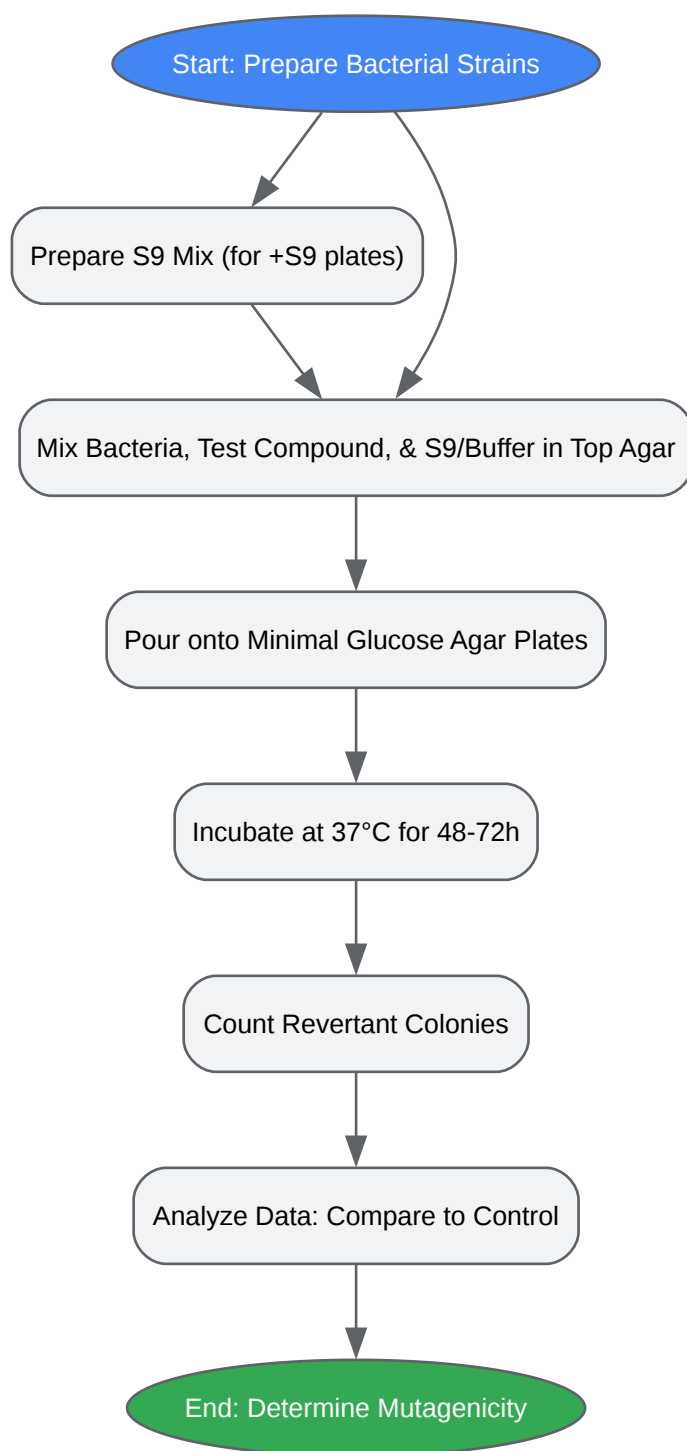 Start: Prepare Bacterial Strains
Prepare S9 Mix (for +S9 plates)
Mix Bacteria, Test Compound, & S9/Buffer in Top Agar
Pour onto Minimal Glucose Agar Plates
Incubate at 37°C for 48-72h
Count Revertant Colonies
Analyze Data: Compare to Control
End: Determine Mutagenicity